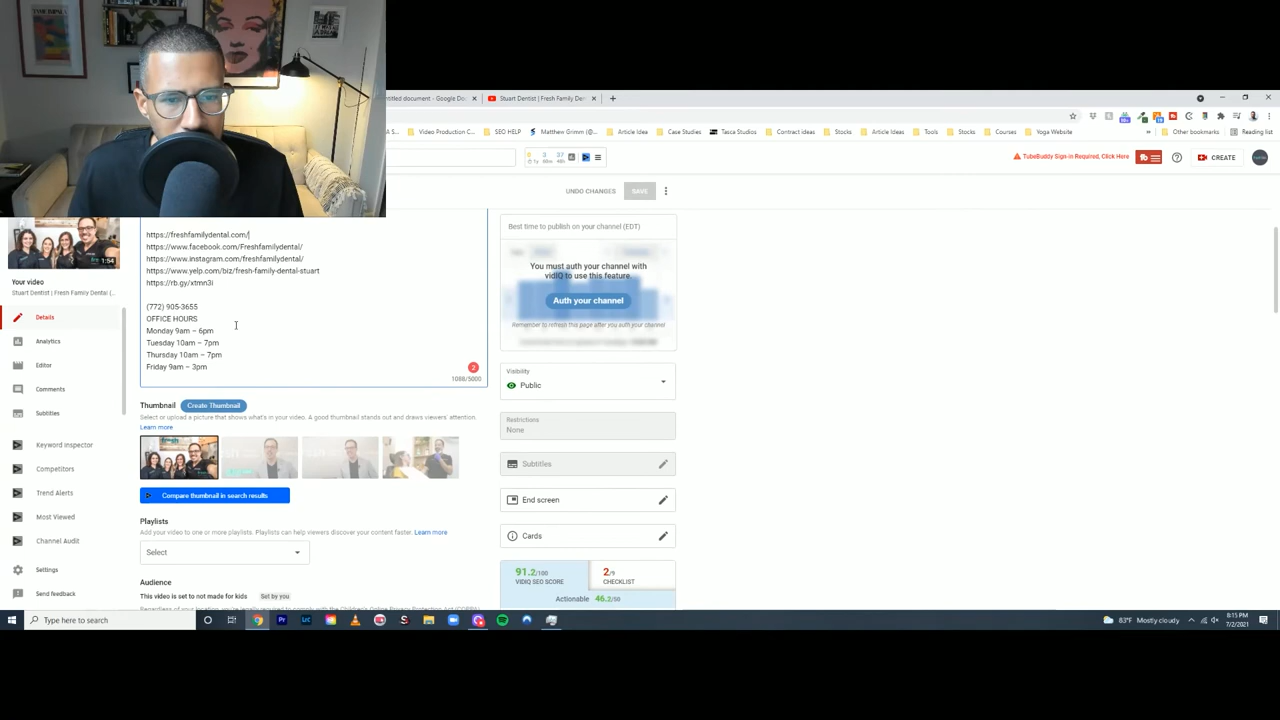 ntitled document - Google Do
Stuart Dentist | Fresh Family Der
Video Production C...
SEO HELP
Matthew Grimm (@...
Article Idea
Case Studies
Tasca Studios
Contract ideas
Stocks
Article Ideas
Tools
Stocks
Courses
Yoga Website
Other bookmarks
Reading list
TubeBuddy Sign-in Required, Click Here
CREATE
UNDO CHANGES
SAVE
1:54
Your video
Stuart Dentist | Fresh Family Dental (...
Details
Analytics
Editor
Comments
Subtitles
Keyword Inspector
Competitors
Trend Alerts
Most Viewed
Channel Audit
Settings
Send feedback
https://freshfamilydental.com/
https://www.facebook.com/Freshfamilydental/
https://www.instagram.com/freshfamilydental/
https://www.yelp.com/biz/fresh-family-dental-stuart
https://rb.gy/xtmn3i
(772) 905-3655
OFFICE HOURS
Monday 9am – 6pm
Tuesday 10am – 7pm
Thursday 10am – 7pm
Friday 9am – 3pm
2
1088/5000
Thumbnail
Create Thumbnail
Select or upload a picture that shows what's in your video. A good thumbnail stands out and draws viewers' attention.
Learn more
Compare thumbnail in search results
Playlists
Add your video to one or more playlists. Playlists can help viewers discover your content faster. Learn more
Select
Audience
This video is set to not made for kids
Set by you
Best time to publish on your channel (EDT)
You must auth your channel with
vidIQ to use this feature.
Auth your channel
Remember to refresh this page after you auth your channel
Visibility
Public
Restrictions
None
Subtitles
End screen
Cards
91.2/100
VIDIQ SEO SCORE
2/9
CHECKLIST
Actionable 46.2/50
Type here to search
83°F Mostly cloudy
8:15 PM
7/2/2021